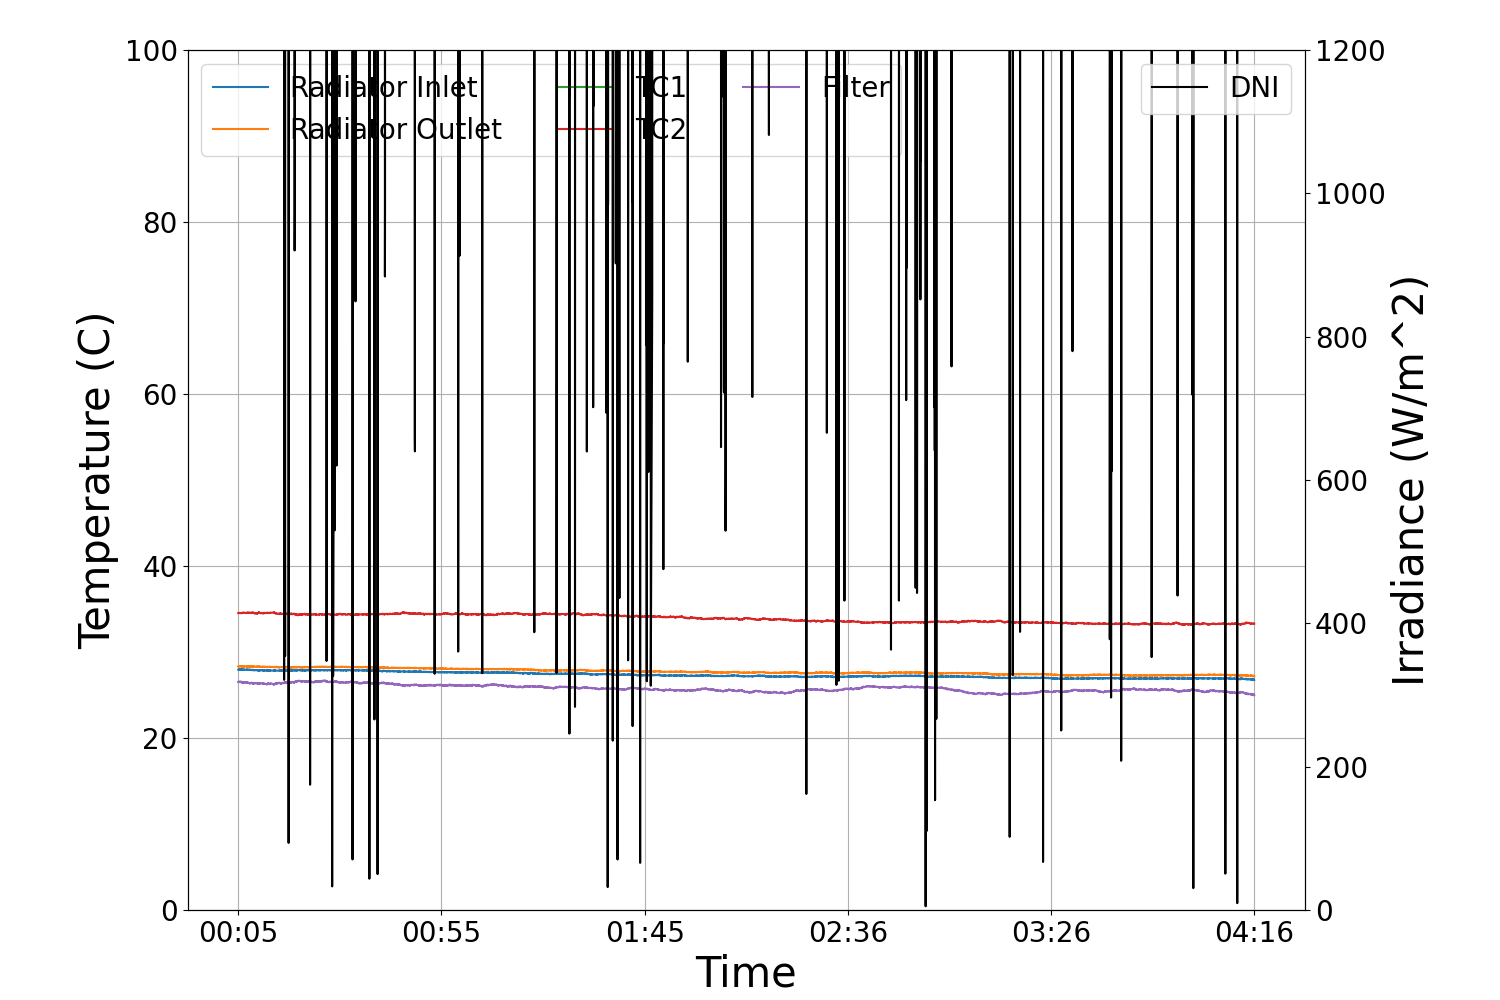 100
80
60
40
20
0
Temperature (C)
Radiator Inlet
Radiator Outlet
TC1
TC2
Filter
DNI
1200
1000
800
600
400
200
0
Irradiance (W/m^2)
00:05 00:55 01:45 02:36 03:26 04:16
Time